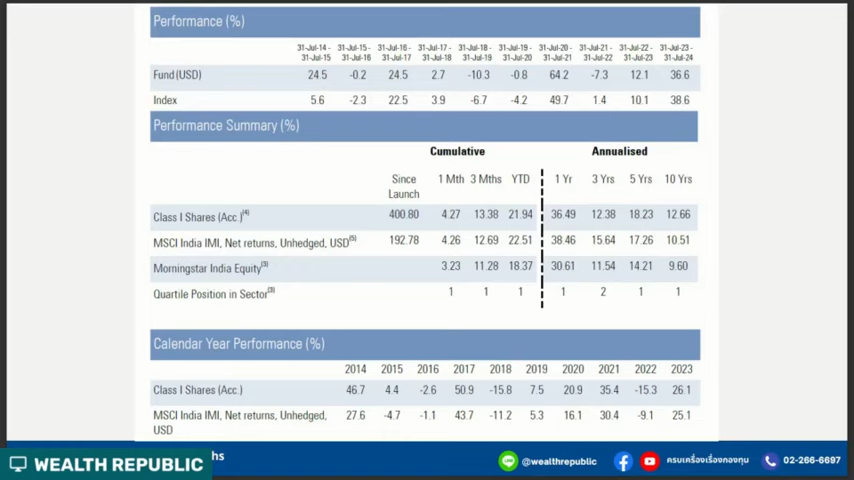 Performance (%)
31-Jul-14 - 31-Jul-15 31-Jul-15 - 31-Jul-16 31-Jul-16 - 31-Jul-17 31-Jul-17 - 31-Jul-18 31-Jul-18 - 31-Jul-19 31-Jul-19 - 31-Jul-20 31-Jul-20 - 31-Jul-21 31-Jul-21 - 31-Jul-22 31-Jul-22 - 31-Jul-23 31-Jul-23 - 31-Jul-24
Fund (USD) 24.5 -0.2 24.5 2.7 -10.3 -0.8 64.2 -7.3 12.1 36.6
Index 5.6 -2.3 22.5 3.9 -6.7 -4.2 49.7 1.4 10.1 38.6
Performance Summary (%)
Cumulative Annualised
Since Launch 1 Mth 3 Mths YTD 1 Yr 3 Yrs 5 Yrs 10 Yrs
Class I Shares (Acc.)(4) 400.80 4.27 13.38 21.94 36.49 12.38 18.23 12.66
MSCI India IMI, Net returns, Unhedged, USD(5) 192.78 4.26 12.69 22.51 38.46 15.64 17.26 10.51
Morningstar India Equity(3) 3.23 11.28 18.37 30.61 11.54 14.21 9.60
Quartile Position in Sector(3) 1 1 1 1 2 1 1
Calendar Year Performance (%)
2014 2015 2016 2017 2018 2019 2020 2021 2022 2023
Class I Shares (Acc.) 46.7 4.4 -2.6 50.9 -15.8 7.5 20.9 35.4 -15.3 26.1
MSCI India IMI, Net returns, Unhedged, USD 27.6 -4.7 -1.1 43.7 -11.2 5.3 16.1 30.4 -9.1 25.1
hs
WEALTH REPUBLIC
LINE @wealthrepublic ครบเครื่องเรื่องกองทุน 02-266-6697